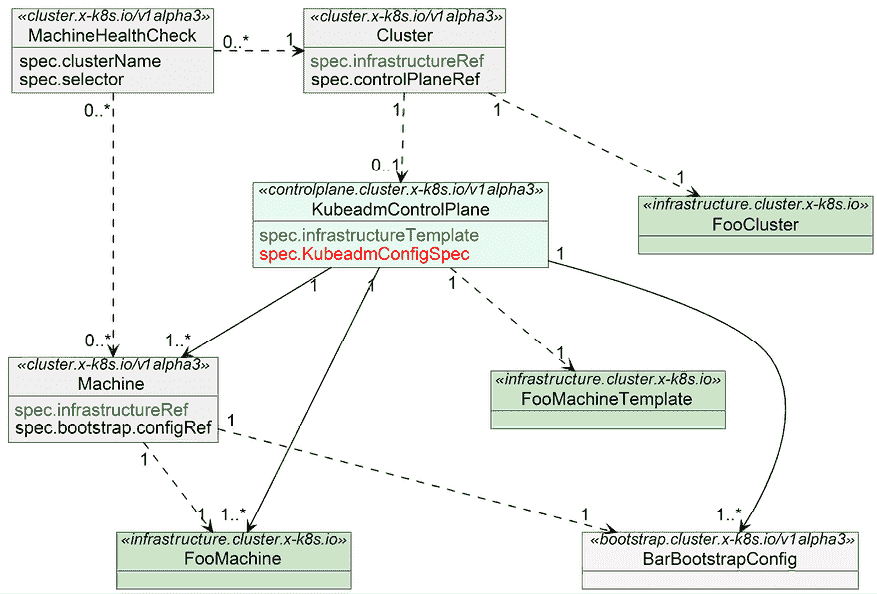 «cluster.x-k8s.io/v1alpha3»
MachineHealthCheck
spec.clusterName
spec.selector
«cluster.x-k8s.io/v1alpha3»
Cluster
spec.infrastructureRef
spec.controlPlaneRef
0..*
1
0..*
1
1
0..1
1
«controlplane.cluster.x-k8s.io/v1alpha3»
KubeadmControlPlane
spec.infrastructureTemplate
spec.KubeadmConfigSpec
«infrastructure.cluster.x-k8s.io»
FooCluster
1
1
1
1
0..*
1..*
1
«cluster.x-k8s.io/v1alpha3»
Machine
spec.infrastructureRef
spec.bootstrap.configRef
«infrastructure.cluster.x-k8s.io»
FooMachineTemplate
1
1
1
1..*
1
1..*
«infrastructure.cluster.x-k8s.io»
FooMachine
«bootstrap.cluster.x-k8s.io/v1alpha3»
BarBootstrapConfig